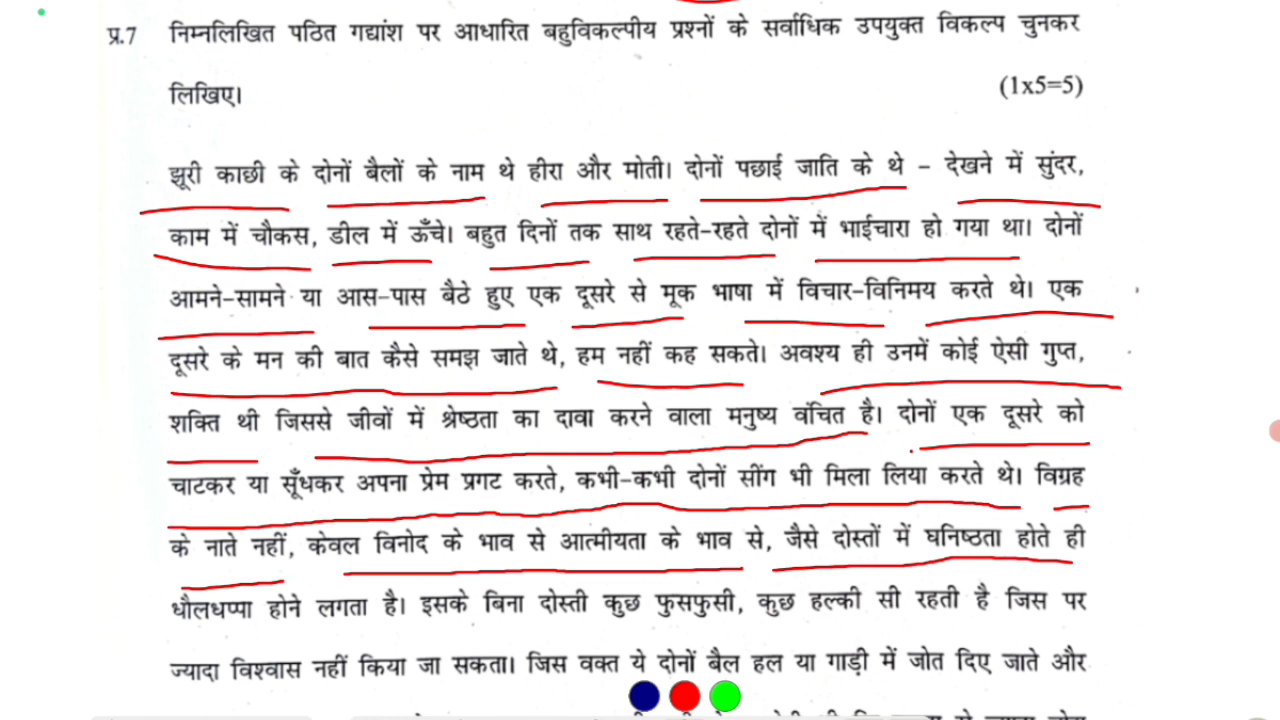 प्र.7 निम्नलिखित पठित गद्यांश पर आधारित बहुविकल्पीय प्रश्नों के सर्वाधिक उपयुक्त विकल्प चुनकर
लिखिए। (1x5=5)
झूरी काछी के दोनों बैलों के नाम थे हीरा और मोती। दोनों पछाई जाति के थे – देखने में सुंदर,
काम में चौकस, डील में ऊँचे। बहुत दिनों तक साथ रहते-रहते दोनों में भाईचारा हो गया था। दोनों
आमने-सामने या आस-पास बैठे हुए एक दूसरे से मूक भाषा में विचार-विनिमय करते थे। एक
दूसरे के मन की बात कैसे समझ जाते थे, हम नहीं कह सकते। अवश्य ही उनमें कोई ऐसी गुप्त,
शक्ति थी जिससे जीवों में श्रेष्ठता का दावा करने वाला मनुष्य वंचित है। दोनों एक दूसरे को
चाटकर या सूँघकर अपना प्रेम प्रगट करते, कभी-कभी दोनों सींग भी मिला लिया करते थे। विग्रह
के नाते नहीं, केवल विनोद के भाव से आत्मीयता के भाव से, जैसे दोस्तों में घनिष्ठता होते ही
धौलधप्पा होने लगता है। इसके बिना दोस्ती कुछ फुसफुसी, कुछ हल्की सी रहती है जिस पर
ज्यादा विश्वास नहीं किया जा सकता। जिस वक्त ये दोनों बैल हल या गाड़ी में जोत दिए जाते और